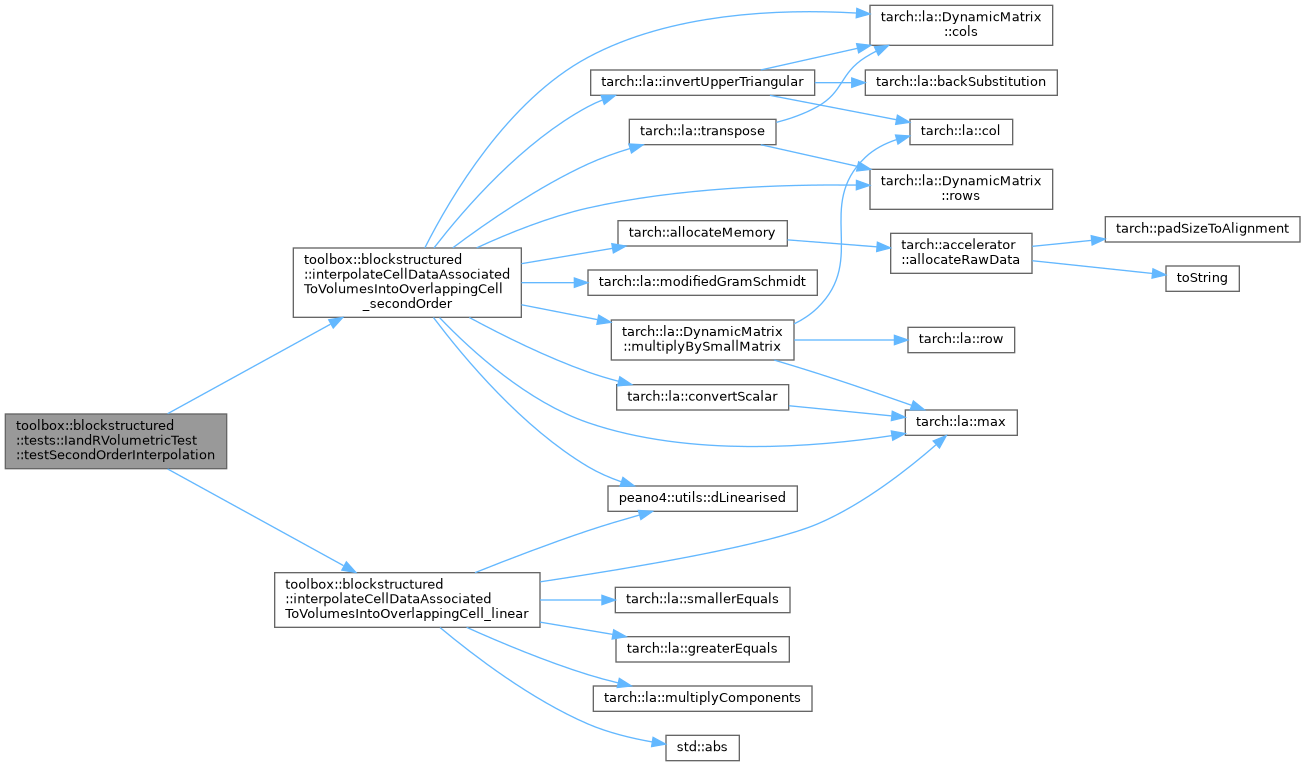 toolbox::blockstructured
::tests::IandRVolumetricTest
::testSecondOrderInterpolation
toolbox::blockstructured
::interpolateCellDataAssociated
ToVolumesIntoOverlappingCell
_secondOrder
toolbox::blockstructured
::interpolateCellDataAssociated
ToVolumesIntoOverlappingCell_linear
tarch::la::invertUpperTriangular
tarch::la::transpose
tarch::allocateMemory
tarch::la::modifiedGramSchmidt
tarch::la::DynamicMatrix
::multiplyBySmallMatrix
tarch::la::convertScalar
peano4::utils::dLinearised
tarch::la::smallerEquals
tarch::la::greaterEquals
tarch::la::multiplyComponents
std::abs
tarch::la::DynamicMatrix
::cols
tarch::la::backSubstitution
tarch::la::col
tarch::la::DynamicMatrix
::rows
tarch::accelerator
::allocateRawData
tarch::la::row
tarch::la::max
tarch::padSizeToAlignment
toString